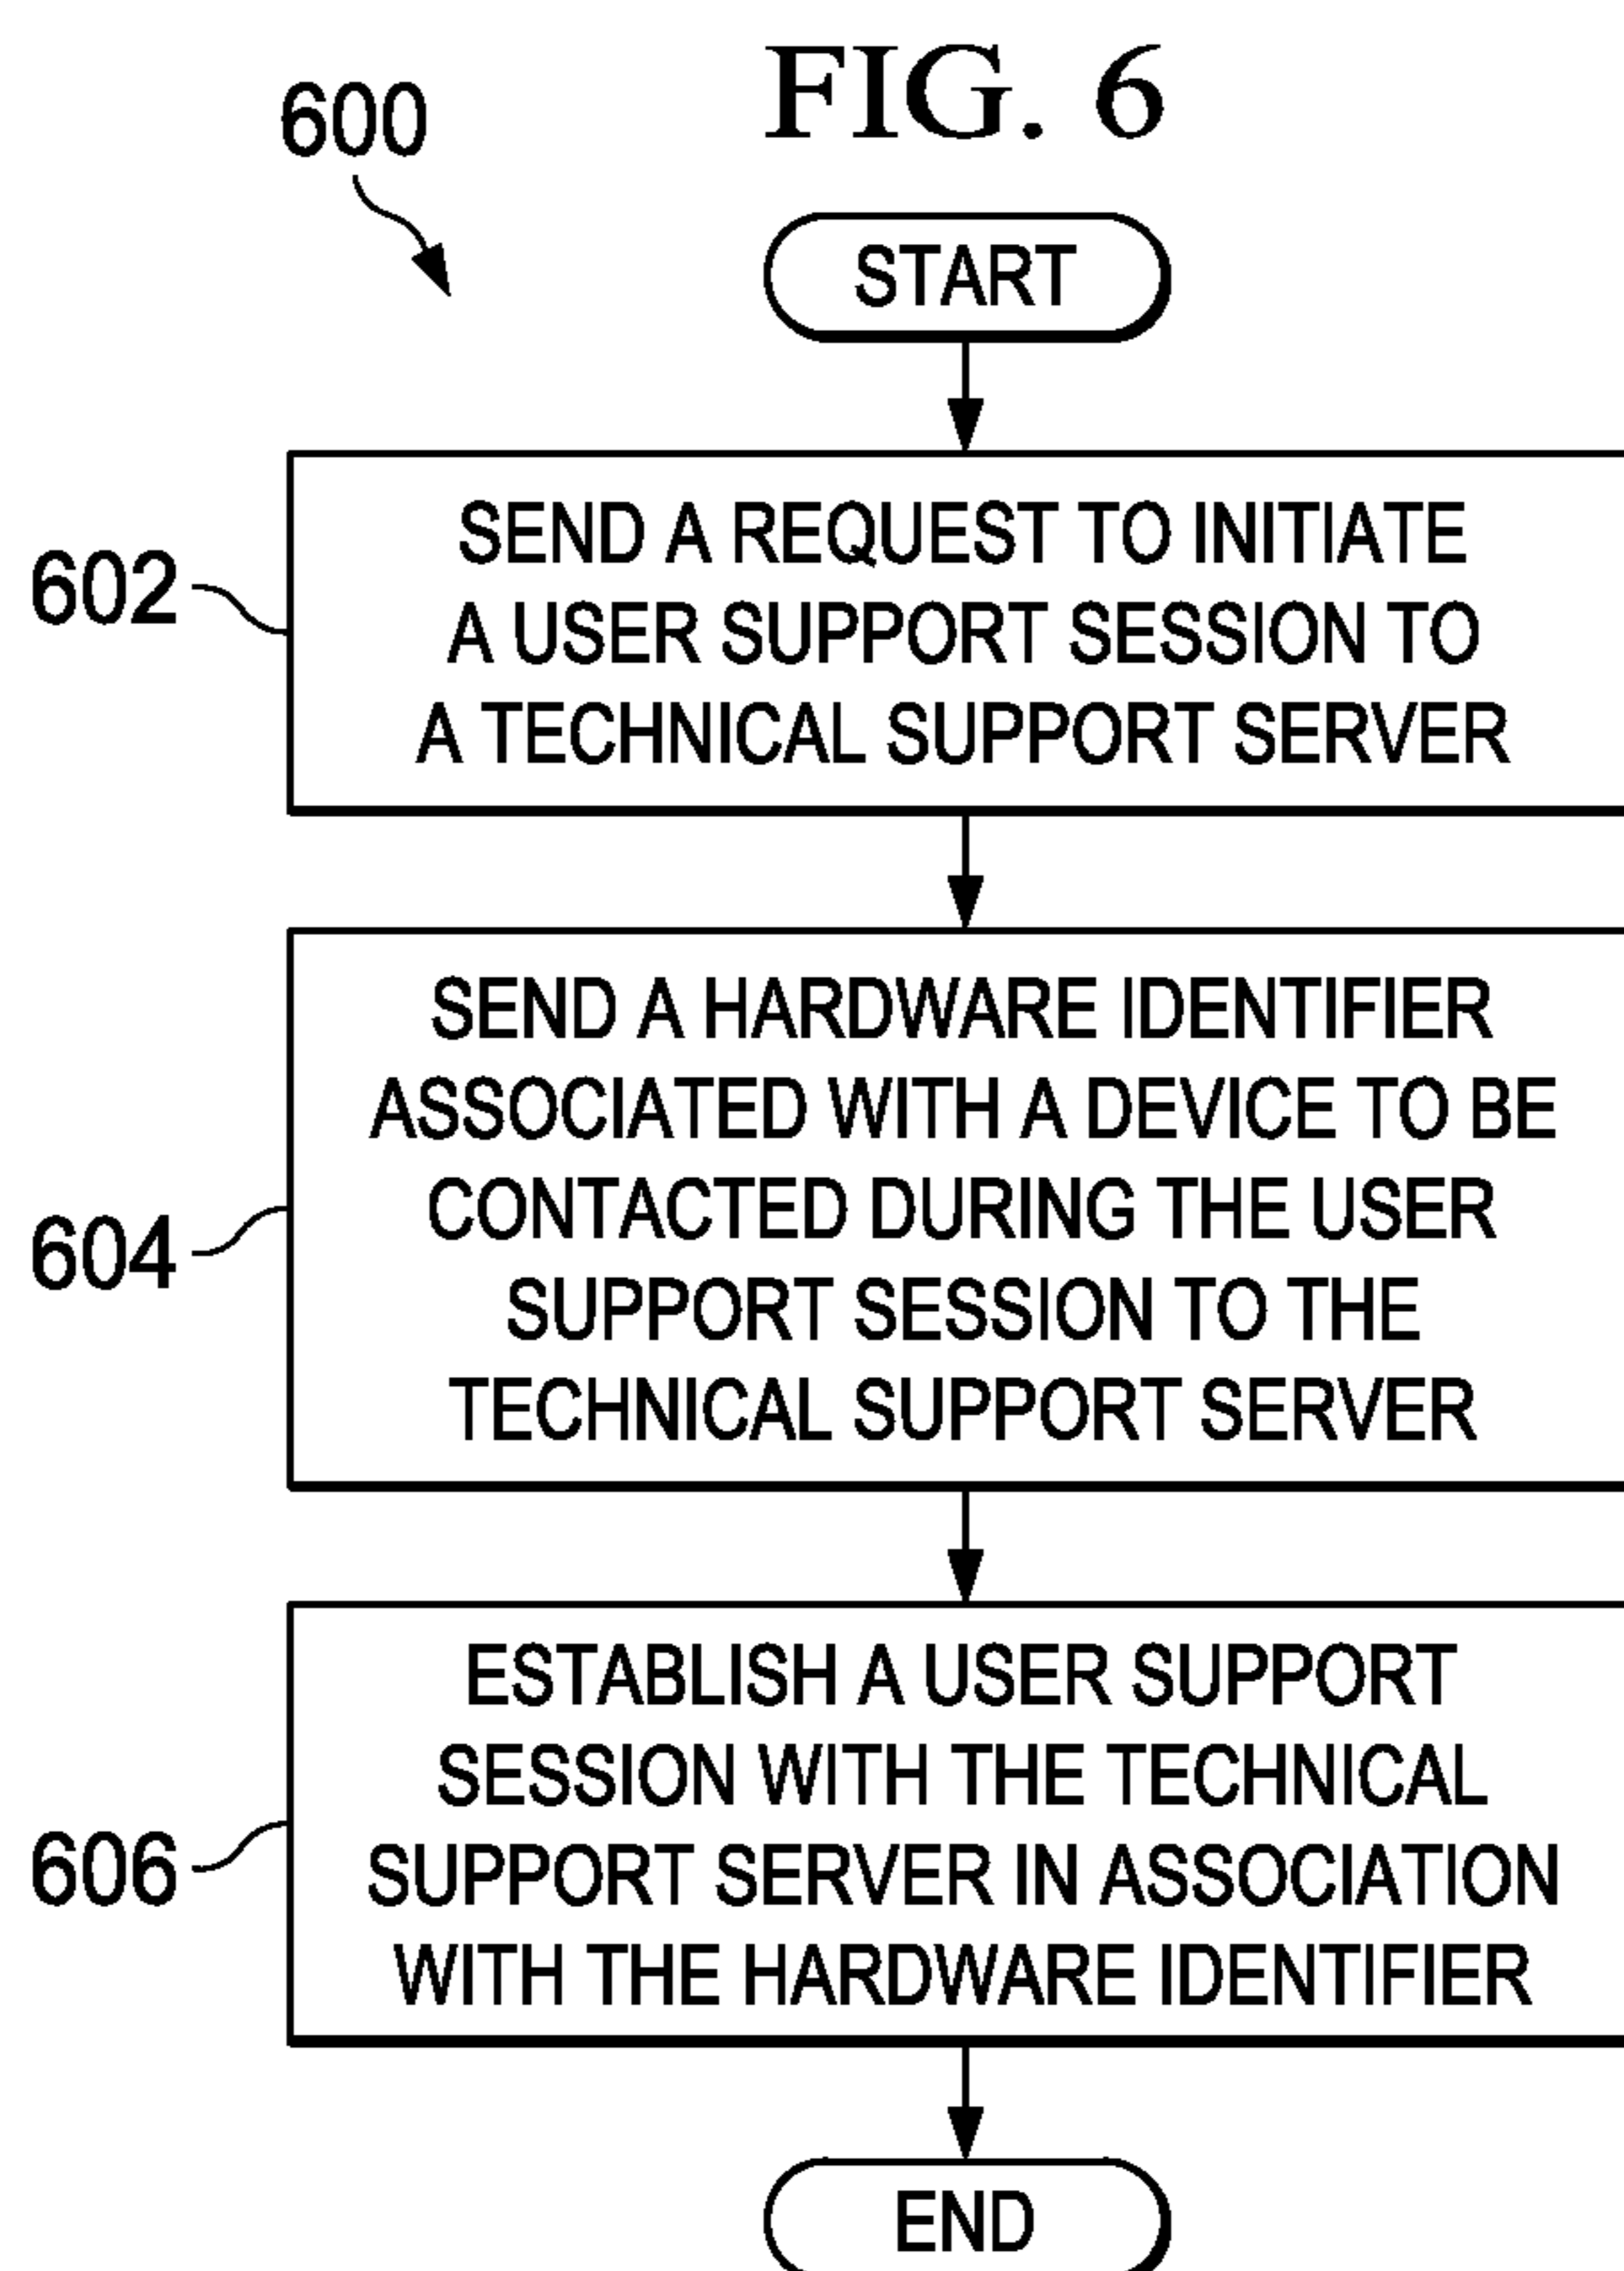 FIG. 6
600
START
602
SEND A REQUEST TO INITIATE
A USER SUPPORT SESSION TO
A TECHNICAL SUPPORT SERVER
604
SEND A HARDWARE IDENTIFIER
ASSOCIATED WITH A DEVICE TO BE
CONTACTED DURING THE USER
SUPPORT SESSION TO THE
TECHNICAL SUPPORT SERVER
606
ESTABLISH A USER SUPPORT
SESSION WITH THE TECHNICAL
SUPPORT SERVER IN ASSOCIATION
WITH THE HARDWARE IDENTIFIER
END